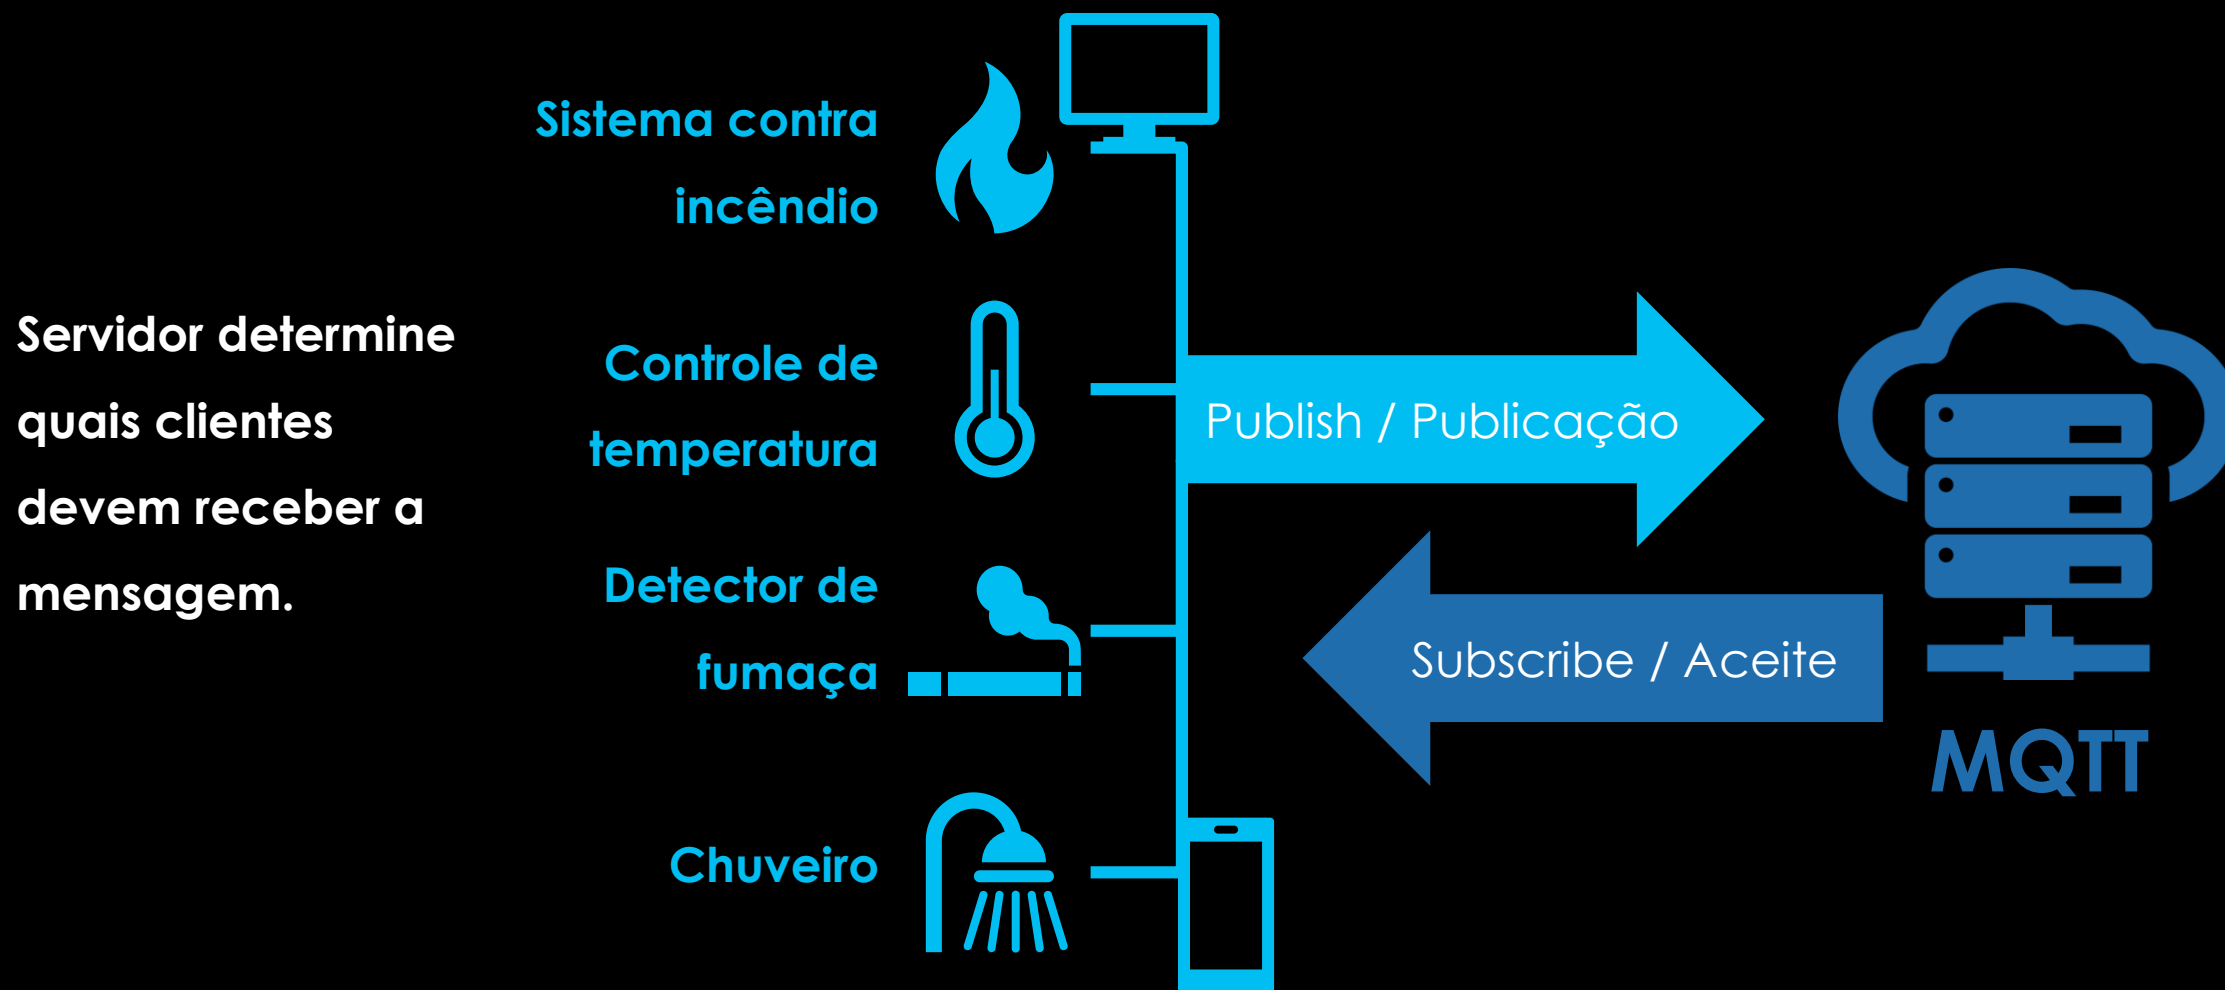 Servidor determine
quais clientes
devem receber a
mensagem.
Sistema contra
incêndio
Controle de
temperatura
Detector de
fumaça
Chuveiro
Publish / Publicação
Subscribe / Aceite
MQTT